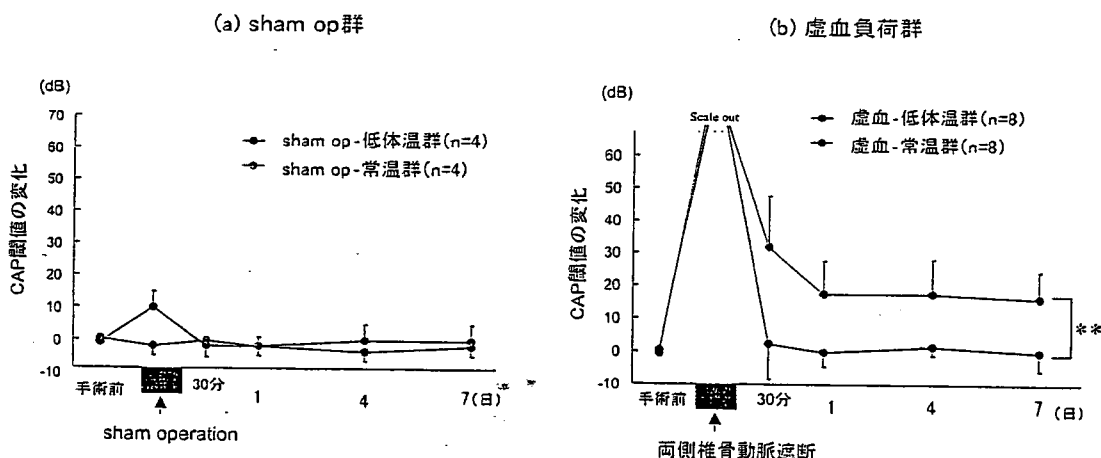 (a) sham op群
(dB)
70
60
50
40
30
20
10
0
-10
CAP閾値の変化
sham op-低体温群(n=4)
sham op-常温群(n=4)
手術前
30分
1
4
7(日)
sham operation
(b) 虚血負荷群
(dB)
60
50
40
30
20
10
0
-10
CAP閾値の変化
Scale out
虚血-低体温群(n=8)
虚血-常温群(n=8)
**
手術前
30分
1
4
7 (日)
両側椎骨動脈遮断